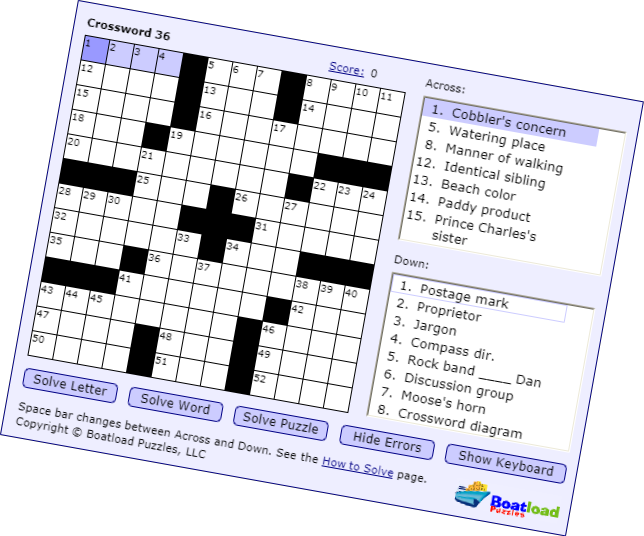 Crossword 36
Score: 0
1 2 3 4 5 6 7 8 9 10 11
12 13 14
15 16 17
18 19
20 21
25 22 23 24
28 29 30 26 27
32 33 31
35 36 37 34
41 38 39 40
43 44 45 42
47 48 46
50 51 49
52
Across:
1. Cobbler's concern
5. Watering place
8. Manner of walking
12. Identical sibling
13. Beach color
14. Paddy product
15. Prince Charles's
sister
Down:
1. Postage mark
2. Proprietor
3. Jargon
4. Compass dir.
5. Rock band ____ Dan
6. Discussion group
7. Moose's horn
8. Crossword diagram
Solve Letter
Solve Word
Solve Puzzle
Hide Errors
Show Keyboard
Space bar changes between Across and Down. See the How to Solve page.
Copyright © Boatload Puzzles, LLC
Boatload
Puzzles